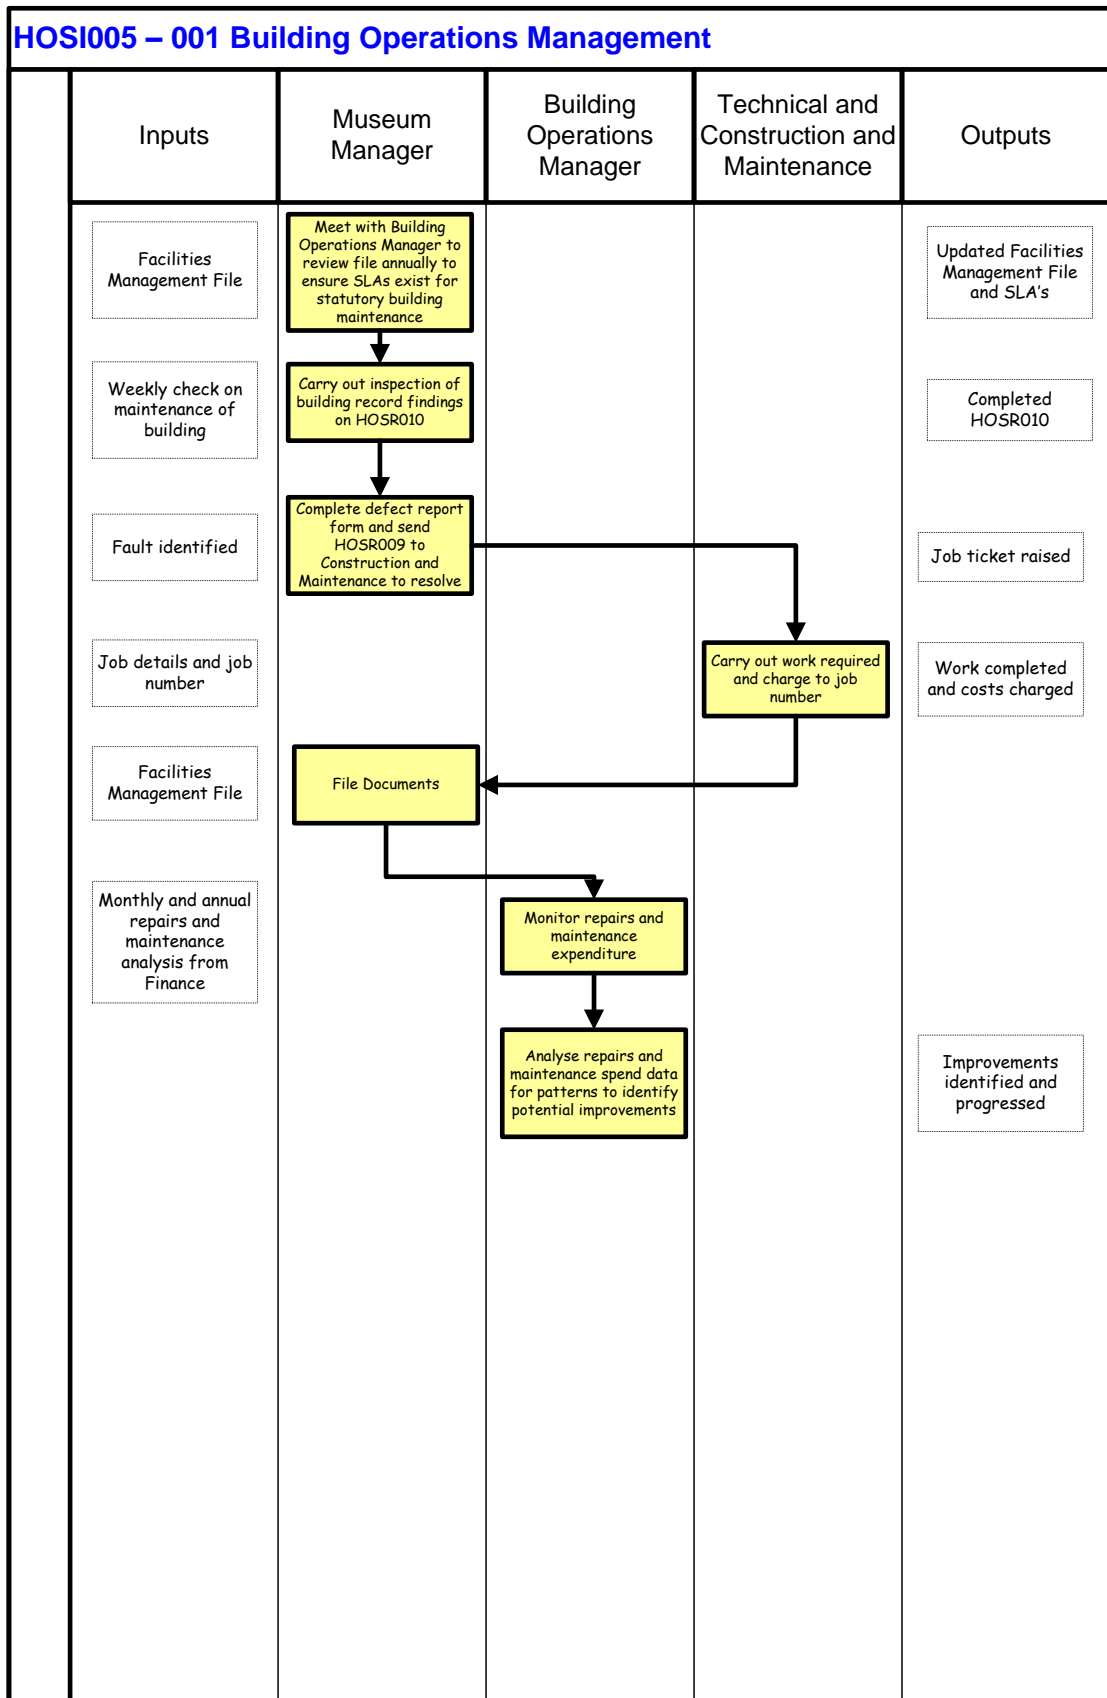 HOSI005 – 001 Building Operations Management
Inputs
Museum
Manager
Building
Operations
Manager
Technical and
Construction and
Maintenance
Outputs
Facilities
Management File
Meet with Building
Operations Manager to
review file annually to
ensure SLAs exist for
statutory building
maintenance
Updated Facilities
Management File
and SLA's
Weekly check on
maintenance of
building
Carry out inspection of
building record findings
on HOSR010
Completed
HOSR010
Fault identified
Complete defect report
form and send
HOSR009 to
Construction and
Maintenance to resolve
Job ticket raised
Job details and job
number
Carry out work required
and charge to job
number
Work completed
and costs charged
Facilities
Management File
File Documents
Monthly and annual
repairs and
maintenance
analysis from
Finance
Monitor repairs and
maintenance
expenditure
Analyse repairs and
maintenance spend data
for patterns to identify
potential improvements
Improvements
identified and
progressed